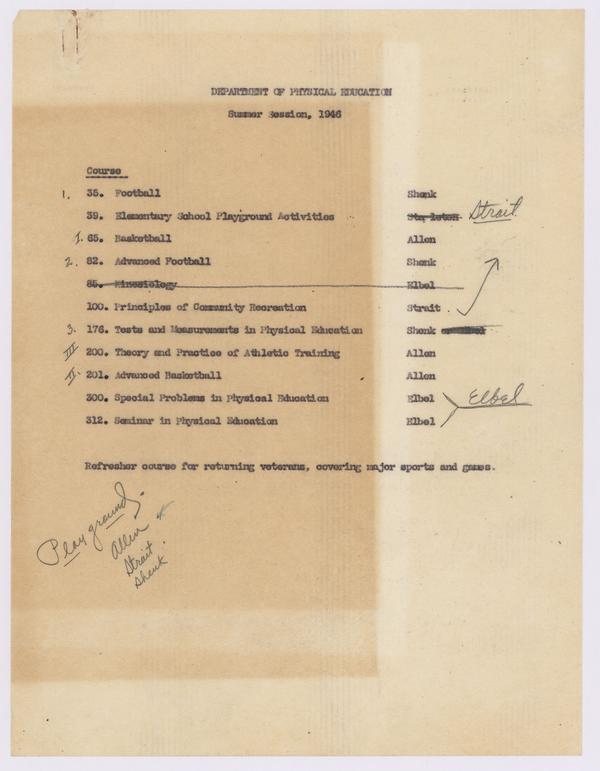 DEPARTMENT OF PHYSICAL EDUCATION
Summer Session, 1946
Course
1. 35. Football Shenk
39. Elementary School Playground Activities Stapleton Strait
I. 65. Basketball Allen
2. 82. Advanced Football Shenk
85. Kinesiology Elbel
100. Principles of Community Recreation Strait
3. 176. Tests and Measurements in Physical Education Shenk
III 200. Theory and Practice of Athletic Training Allen
II. 201. Advanced Basketball Allen
300. Special Problems in Physical Education Elbel Elbel
312. Seminar in Physical Education Elbel
Refresher course for returning veterans, covering major sports and games.
Playground.
Allen
Strait.
Shenk